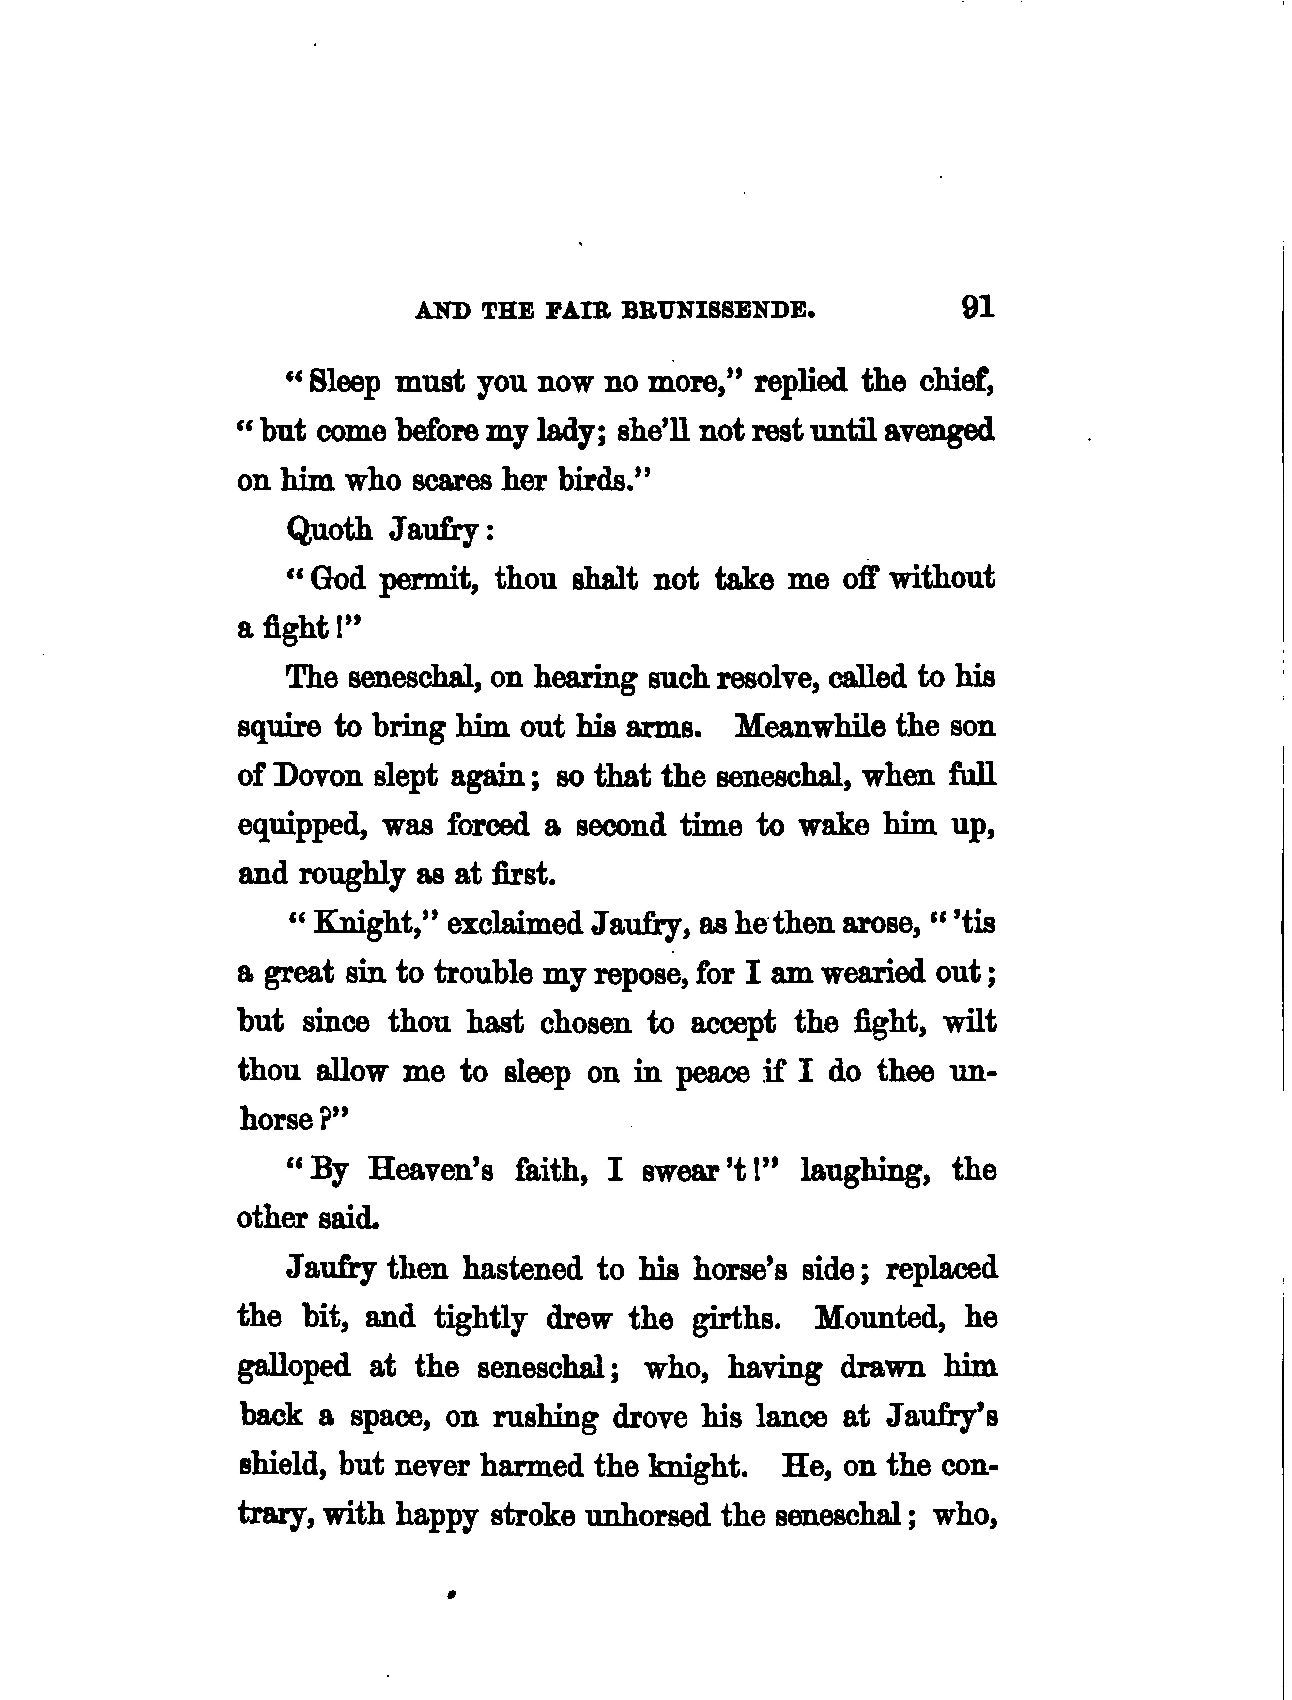 AND THE FAIR BRUNISSENDE. 91
"Sleep must you now no more," replied the chief,
"but come before my lady; she'll not rest until avenged
on him who scares her birds."
Quoth Jaufry:
"God permit, thou shalt not take me off without
a fight!"
The seneschal, on hearing such resolve, called to his
squire to bring him out his arms. Meanwhile the son
of Dovon slept again; so that the seneschal, when full
equipped, was forced a second time to wake him up,
and roughly as at first.
"Knight," exclaimed Jaufry, as he then arose, "'tis
a great sin to trouble my repose, for I am wearied out;
but since thou hast chosen to accept the fight, wilt
thou allow me to sleep on in peace if I do thee un-
horse?"
"By Heaven's faith, I swear't!" laughing, the
other said.
Jaufry then hastened to his horse's side; replaced
the bit, and tightly drew the girths. Mounted, he
galloped at the seneschal; who, having drawn him
back a space, on rushing drove his lance at Jaufry's
shield, but never harmed the knight. He, on the con-
trary, with happy stroke unhorsed the seneschal; who,